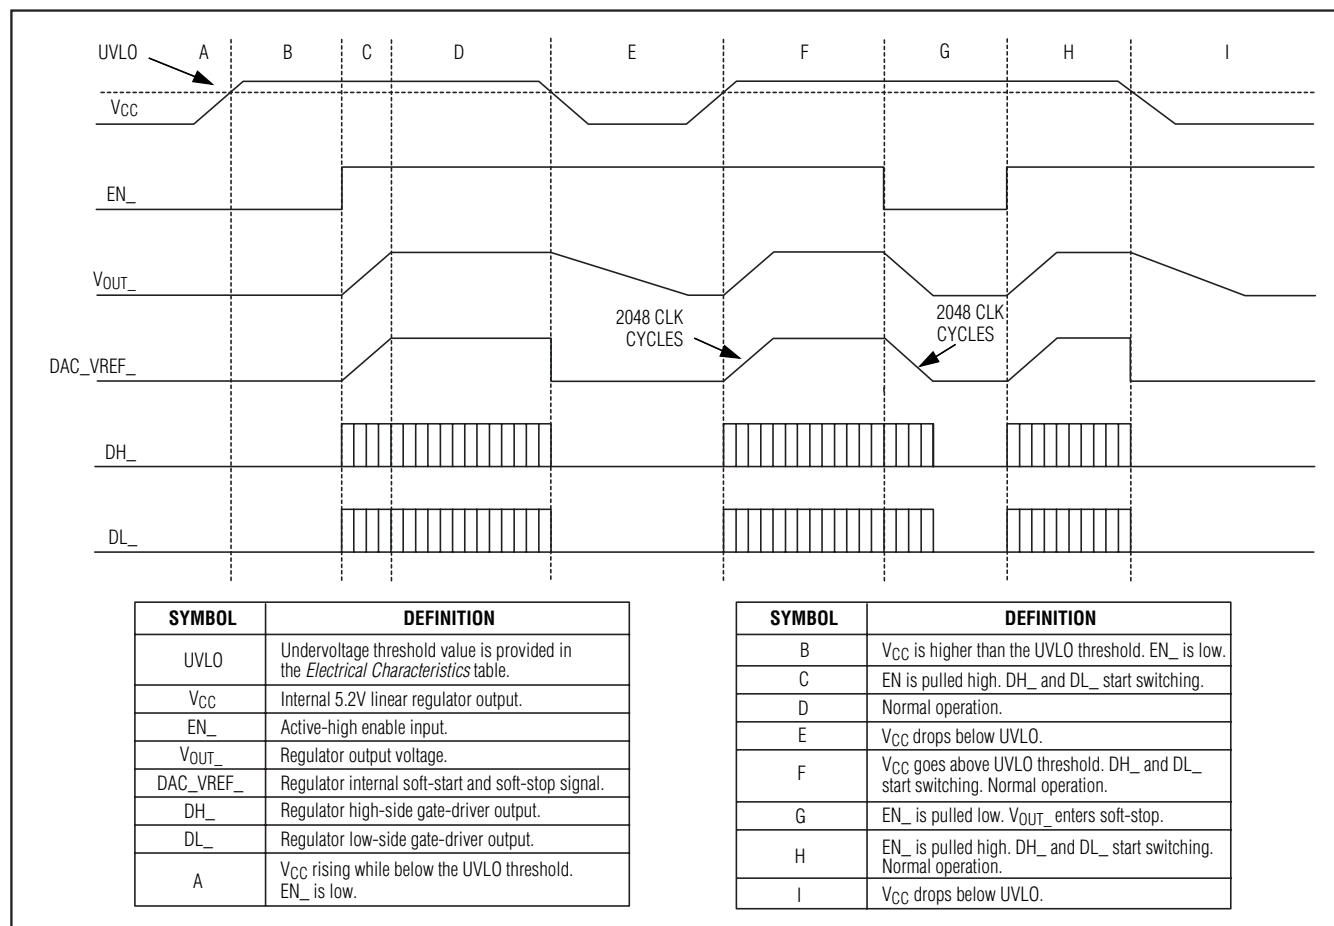 UVLO A B C D E F G H I
VCC
EN_
VOUT_
2048 CLK
CYCLES
2048 CLK
CYCLES
DAC_VREF_
DH_
DL_
SYMBOL DEFINITION
UVLO Undervoltage threshold value is provided in
the Electrical Characteristics table.
VCC Internal 5.2V linear regulator output.
EN_ Active-high enable input.
VOUT_ Regulator output voltage.
DAC_VREF_ Regulator internal soft-start and soft-stop signal.
DH_ Regulator high-side gate-driver output.
DL_ Regulator low-side gate-driver output.
A VCC rising while below the UVLO threshold.
EN_ is low.
SYMBOL DEFINITION
B VCC is higher than the UVLO threshold. EN_ is low.
C EN is pulled high. DH_ and DL_ start switching.
D Normal operation.
E VCC drops below UVLO.
F VCC goes above UVLO threshold. DH_ and DL_
start switching. Normal operation.
G EN_ is pulled low. VOUT_ enters soft-stop.
H EN_ is pulled high. DH_ and DL_ start switching.
Normal operation.
I VCC drops below UVLO.